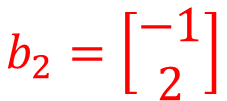 b₂ = [−1
2]